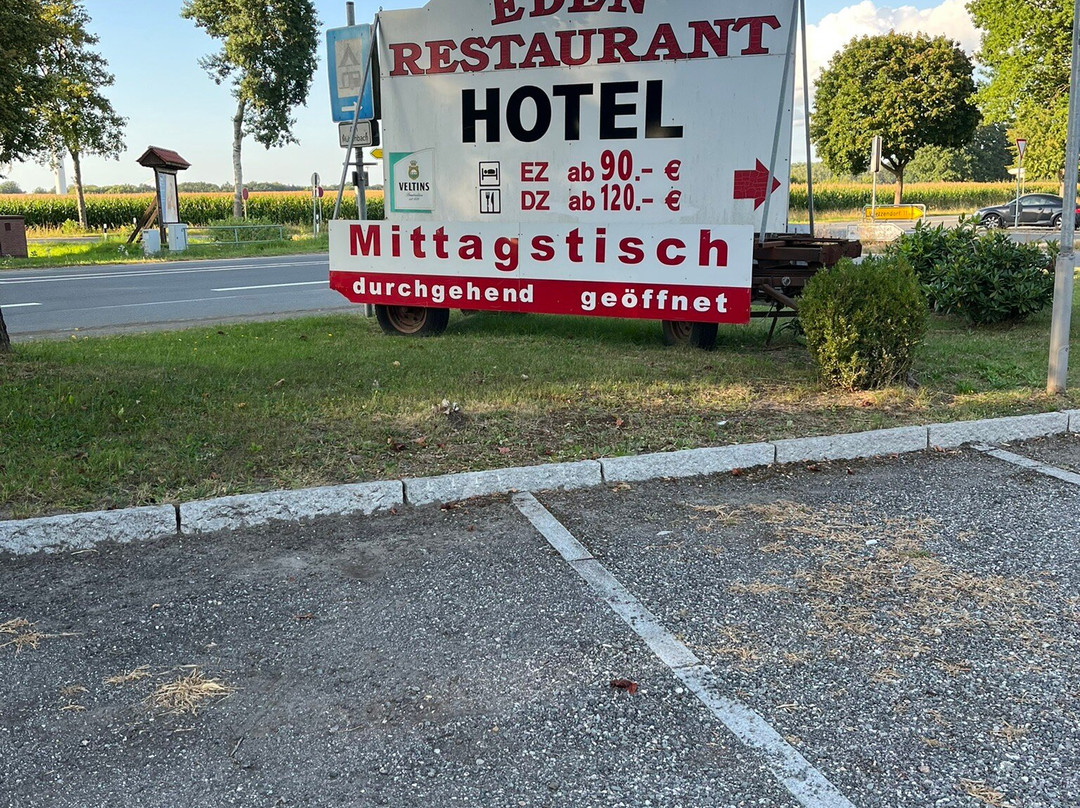 EDEN
RESTAURANT
HOTEL
EZ ab 90.- €
DZ ab 120.- €
VELTINS
Mittagstisch
durchgehend geöffnet